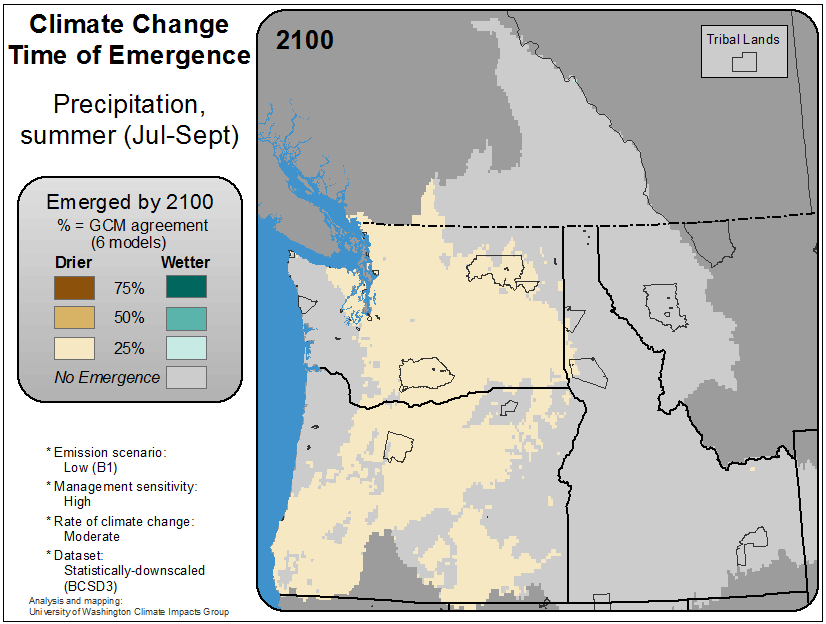 Climate Change
Time of Emergence
Precipitation,
summer (Jul-Sept)
Emerged by 2100
% = GCM agreement
(6 models)
Drier Wetter
75%
50%
25%
No Emergence
* Emission scenario:
Low (B1)
* Management sensitivity:
High
* Rate of climate change:
Moderate
* Dataset:
Statistically-downscaled
(BCSD3)
Analysis and mapping:
University of Washington Climate Impacts Group
2100
Tribal Lands